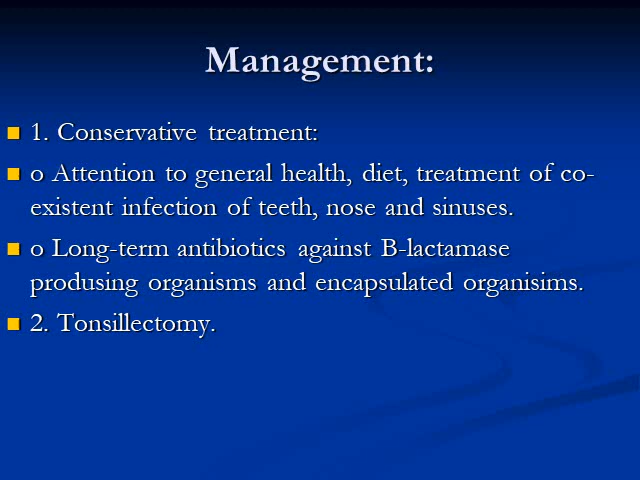 Management:
1. Conservative treatment:
o Attention to general health, diet, treatment of co-
existent infection of teeth, nose and sinuses.
o Long-term antibiotics against B-lactamase
produsing organisms and encapsulated organisims.
2. Tonsillectomy.